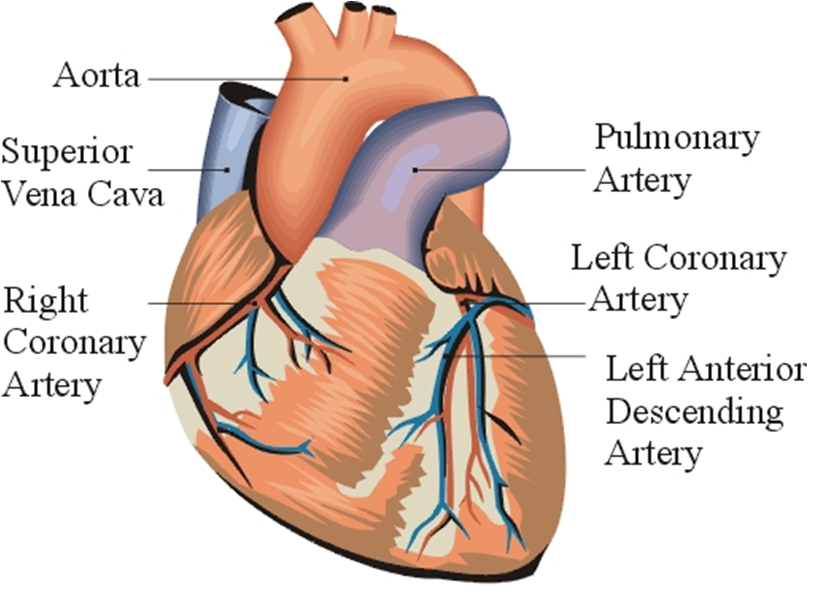 Aorta
Superior
Vena Cava
Right
Coronary
Artery
Pulmonary
Artery
Left Coronary
Artery
Left Anterior
Descending
Artery